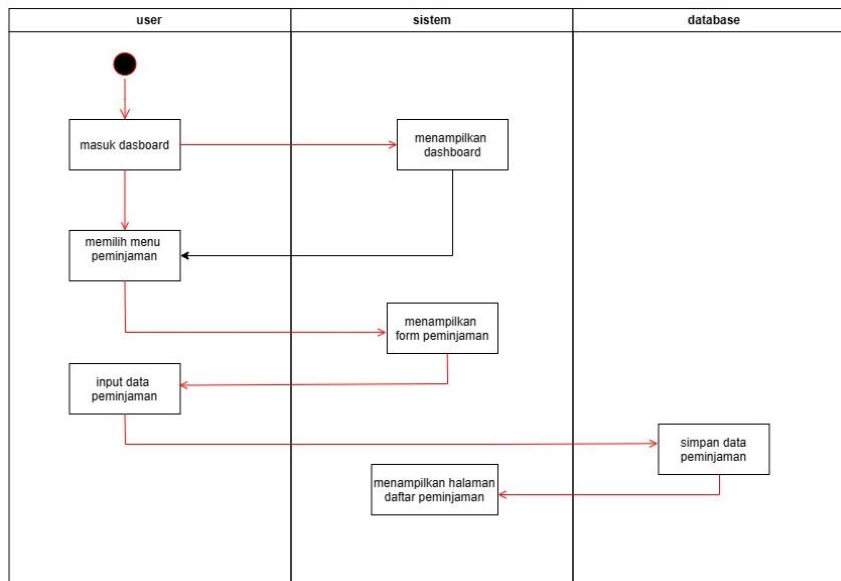 user
sistem
database
masuk dasboard
menampilkan
dashboard
memilih menu
peminjaman
menampilkan
form peminjaman
input data
peminjaman
simpan data
peminjaman
menampilkan halaman
daftar peminjaman